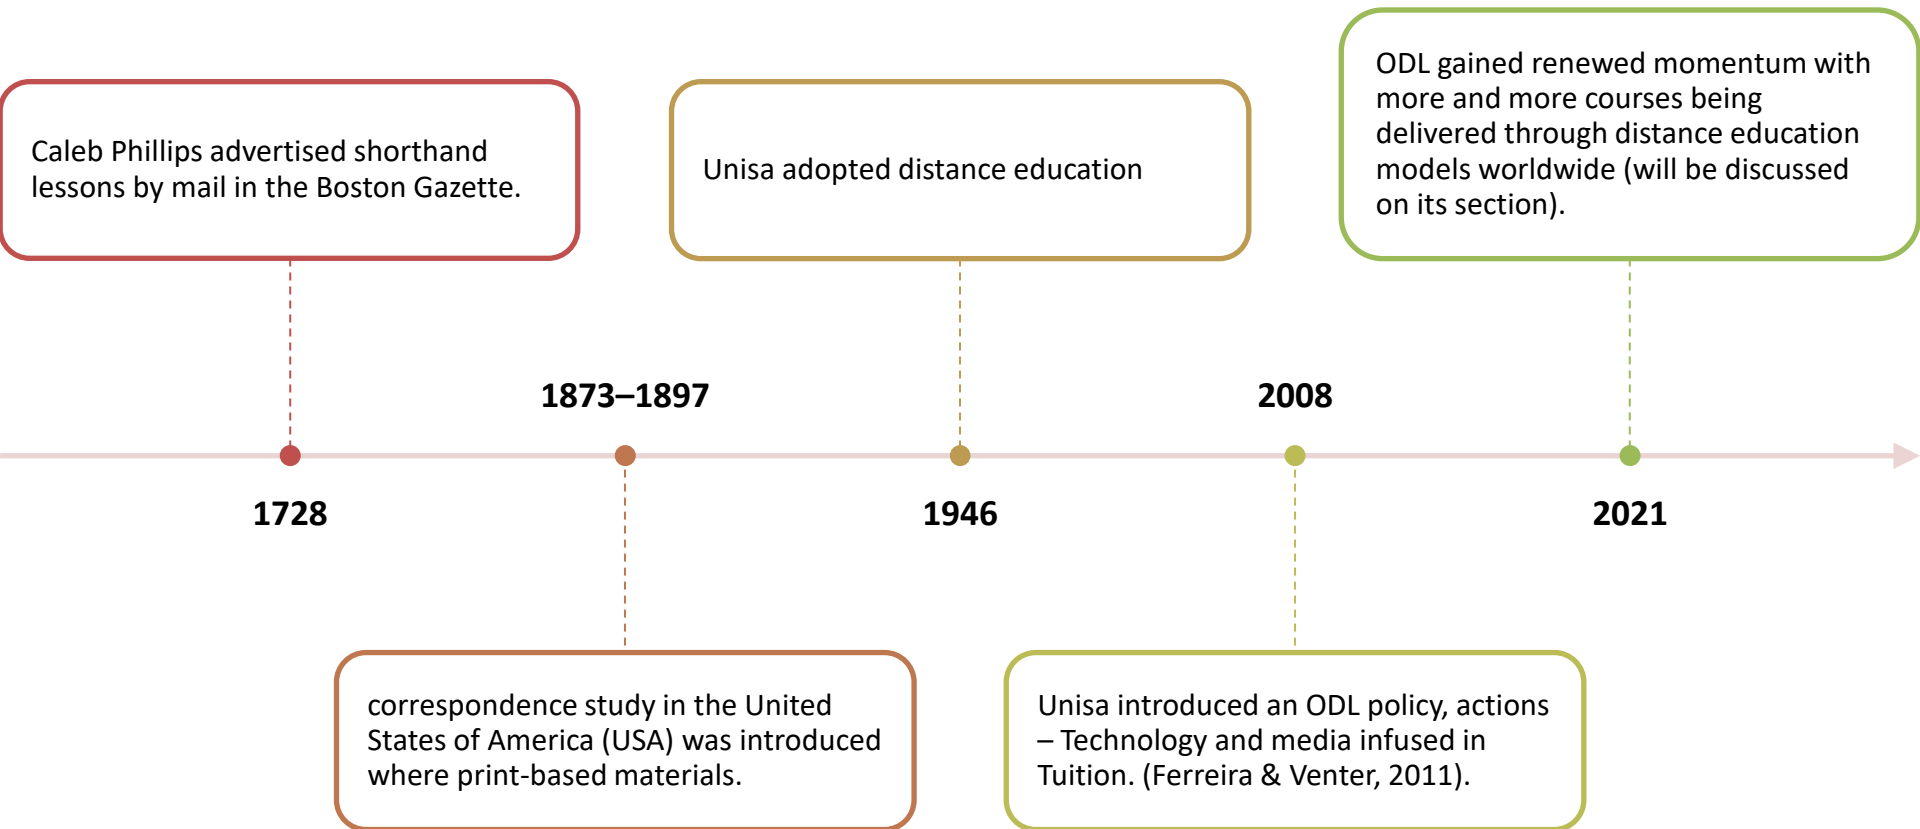 Caleb Phillips advertised shorthand
lessons by mail in the Boston Gazette.
1728
1873–1897
correspondence study in the United
States of America (USA) was introduced
where print-based materials.
Unisa adopted distance education
1946
2008
Unisa introduced an ODL policy, actions
– Technology and media infused in
Tuition. (Ferreira & Venter, 2011).
ODL gained renewed momentum with
more and more courses being
delivered through distance education
models worldwide (will be discussed
on its section).
2021